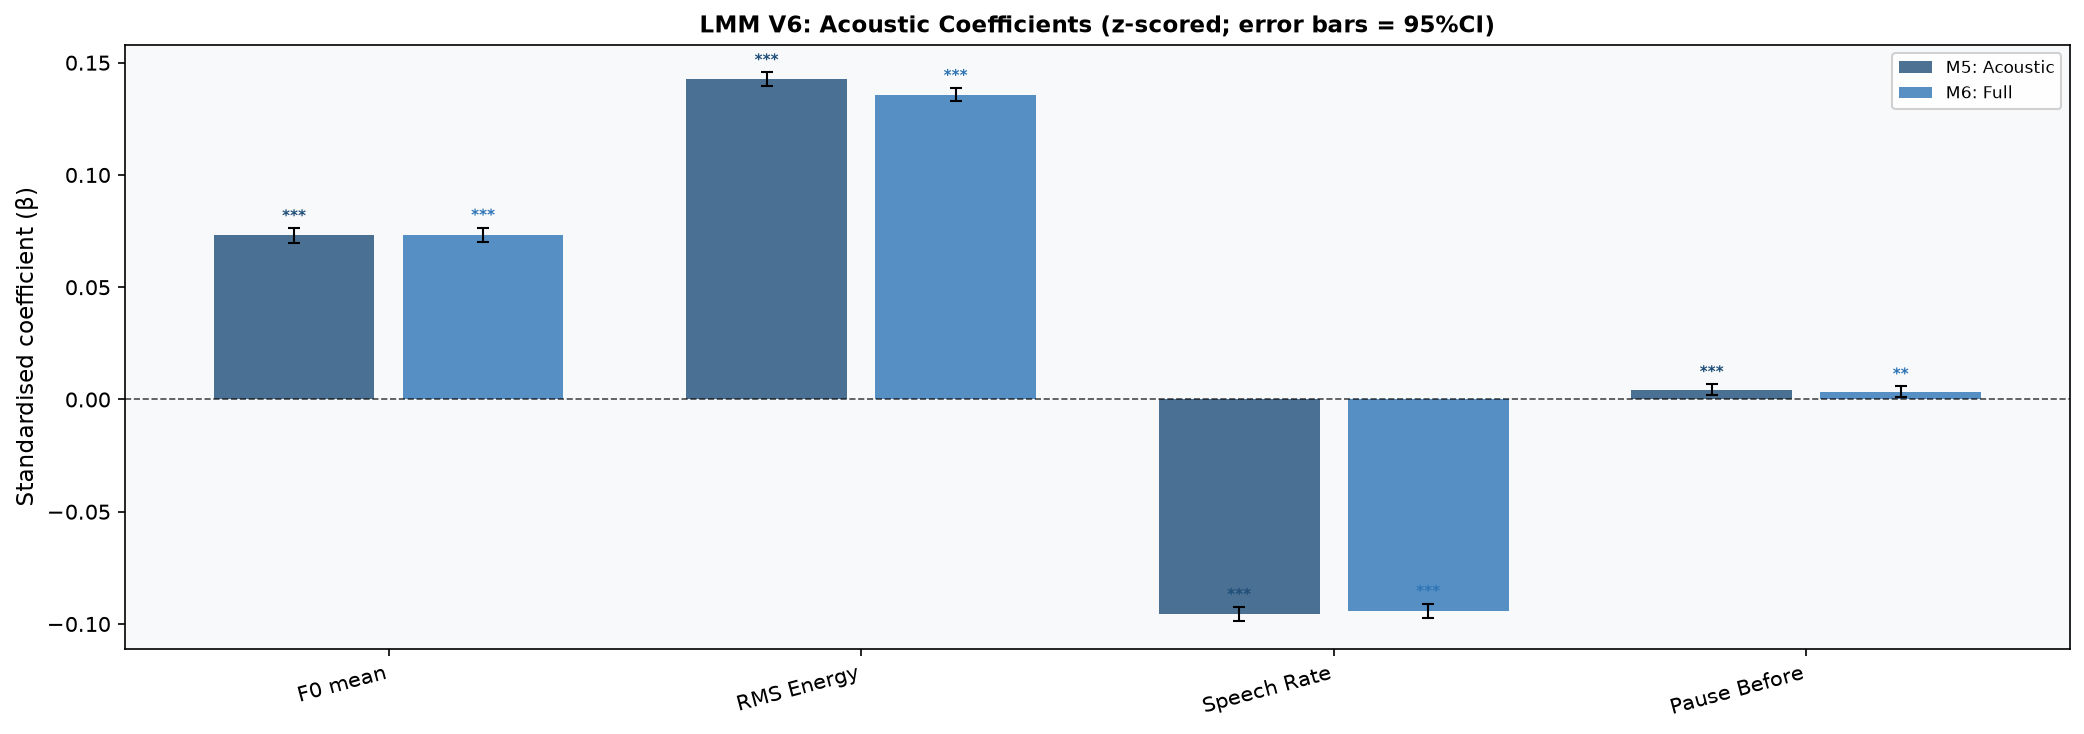 LMM V6: Acoustic Coefficients (z-scored; error bars = 95%CI)
M5: Acoustic
M6: Full
Standardised coefficient (β)
0.15
0.10
0.05
0.00
−0.05
−0.10
***
***
***
***
***
***
***
**
F0 mean
RMS Energy
Speech Rate
Pause Before